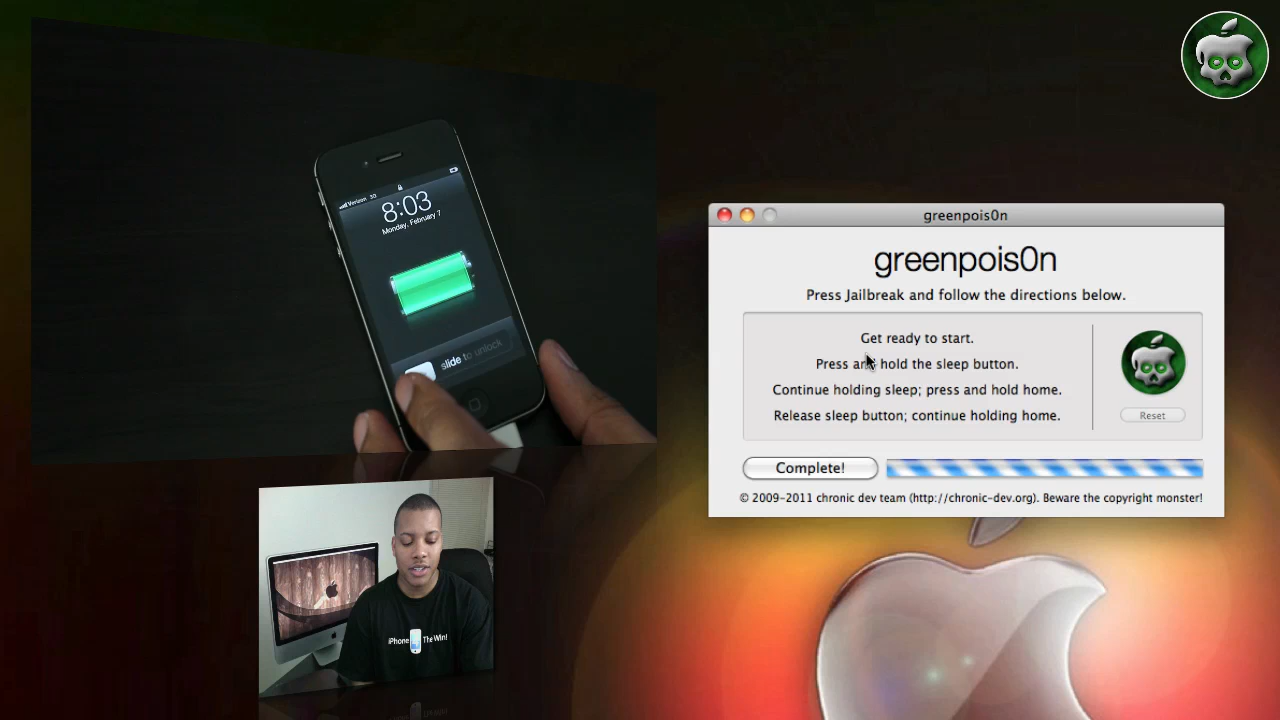 Verizon 3G
8:03
Monday, February 7
slide to unlock
iPhone The Win!
greenpois0n
greenpois0n
Press Jailbreak and follow the directions below.
Get ready to start.
Press and hold the sleep button.
Continue holding sleep; press and hold home.
Release sleep button; continue holding home.
Reset
Complete!
© 2009-2011 chronic dev team (http://chronic-dev.org). Beware the copyright monster!